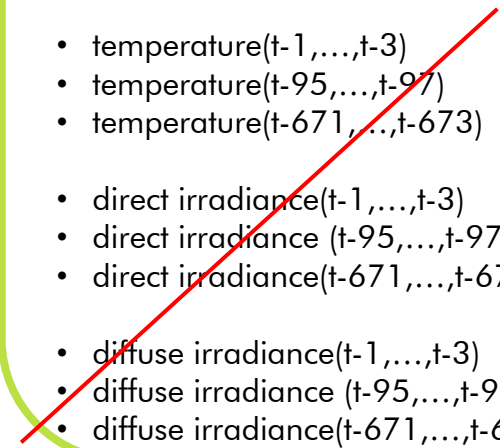 • temperature(t-1,...,t-3)
• temperature(t-95,...,t-97)
• temperature(t-671,...,t-673)
• direct irradiance(t-1,...,t-3)
• direct irradiance (t-95,...,t-97
• direct irradiance(t-671,...,t-67
• diffuse irradiance(t-1,...,t-3)
• diffuse irradiance (t-95,...,t-9
• diffuse irradiance(t-671,...,t-6